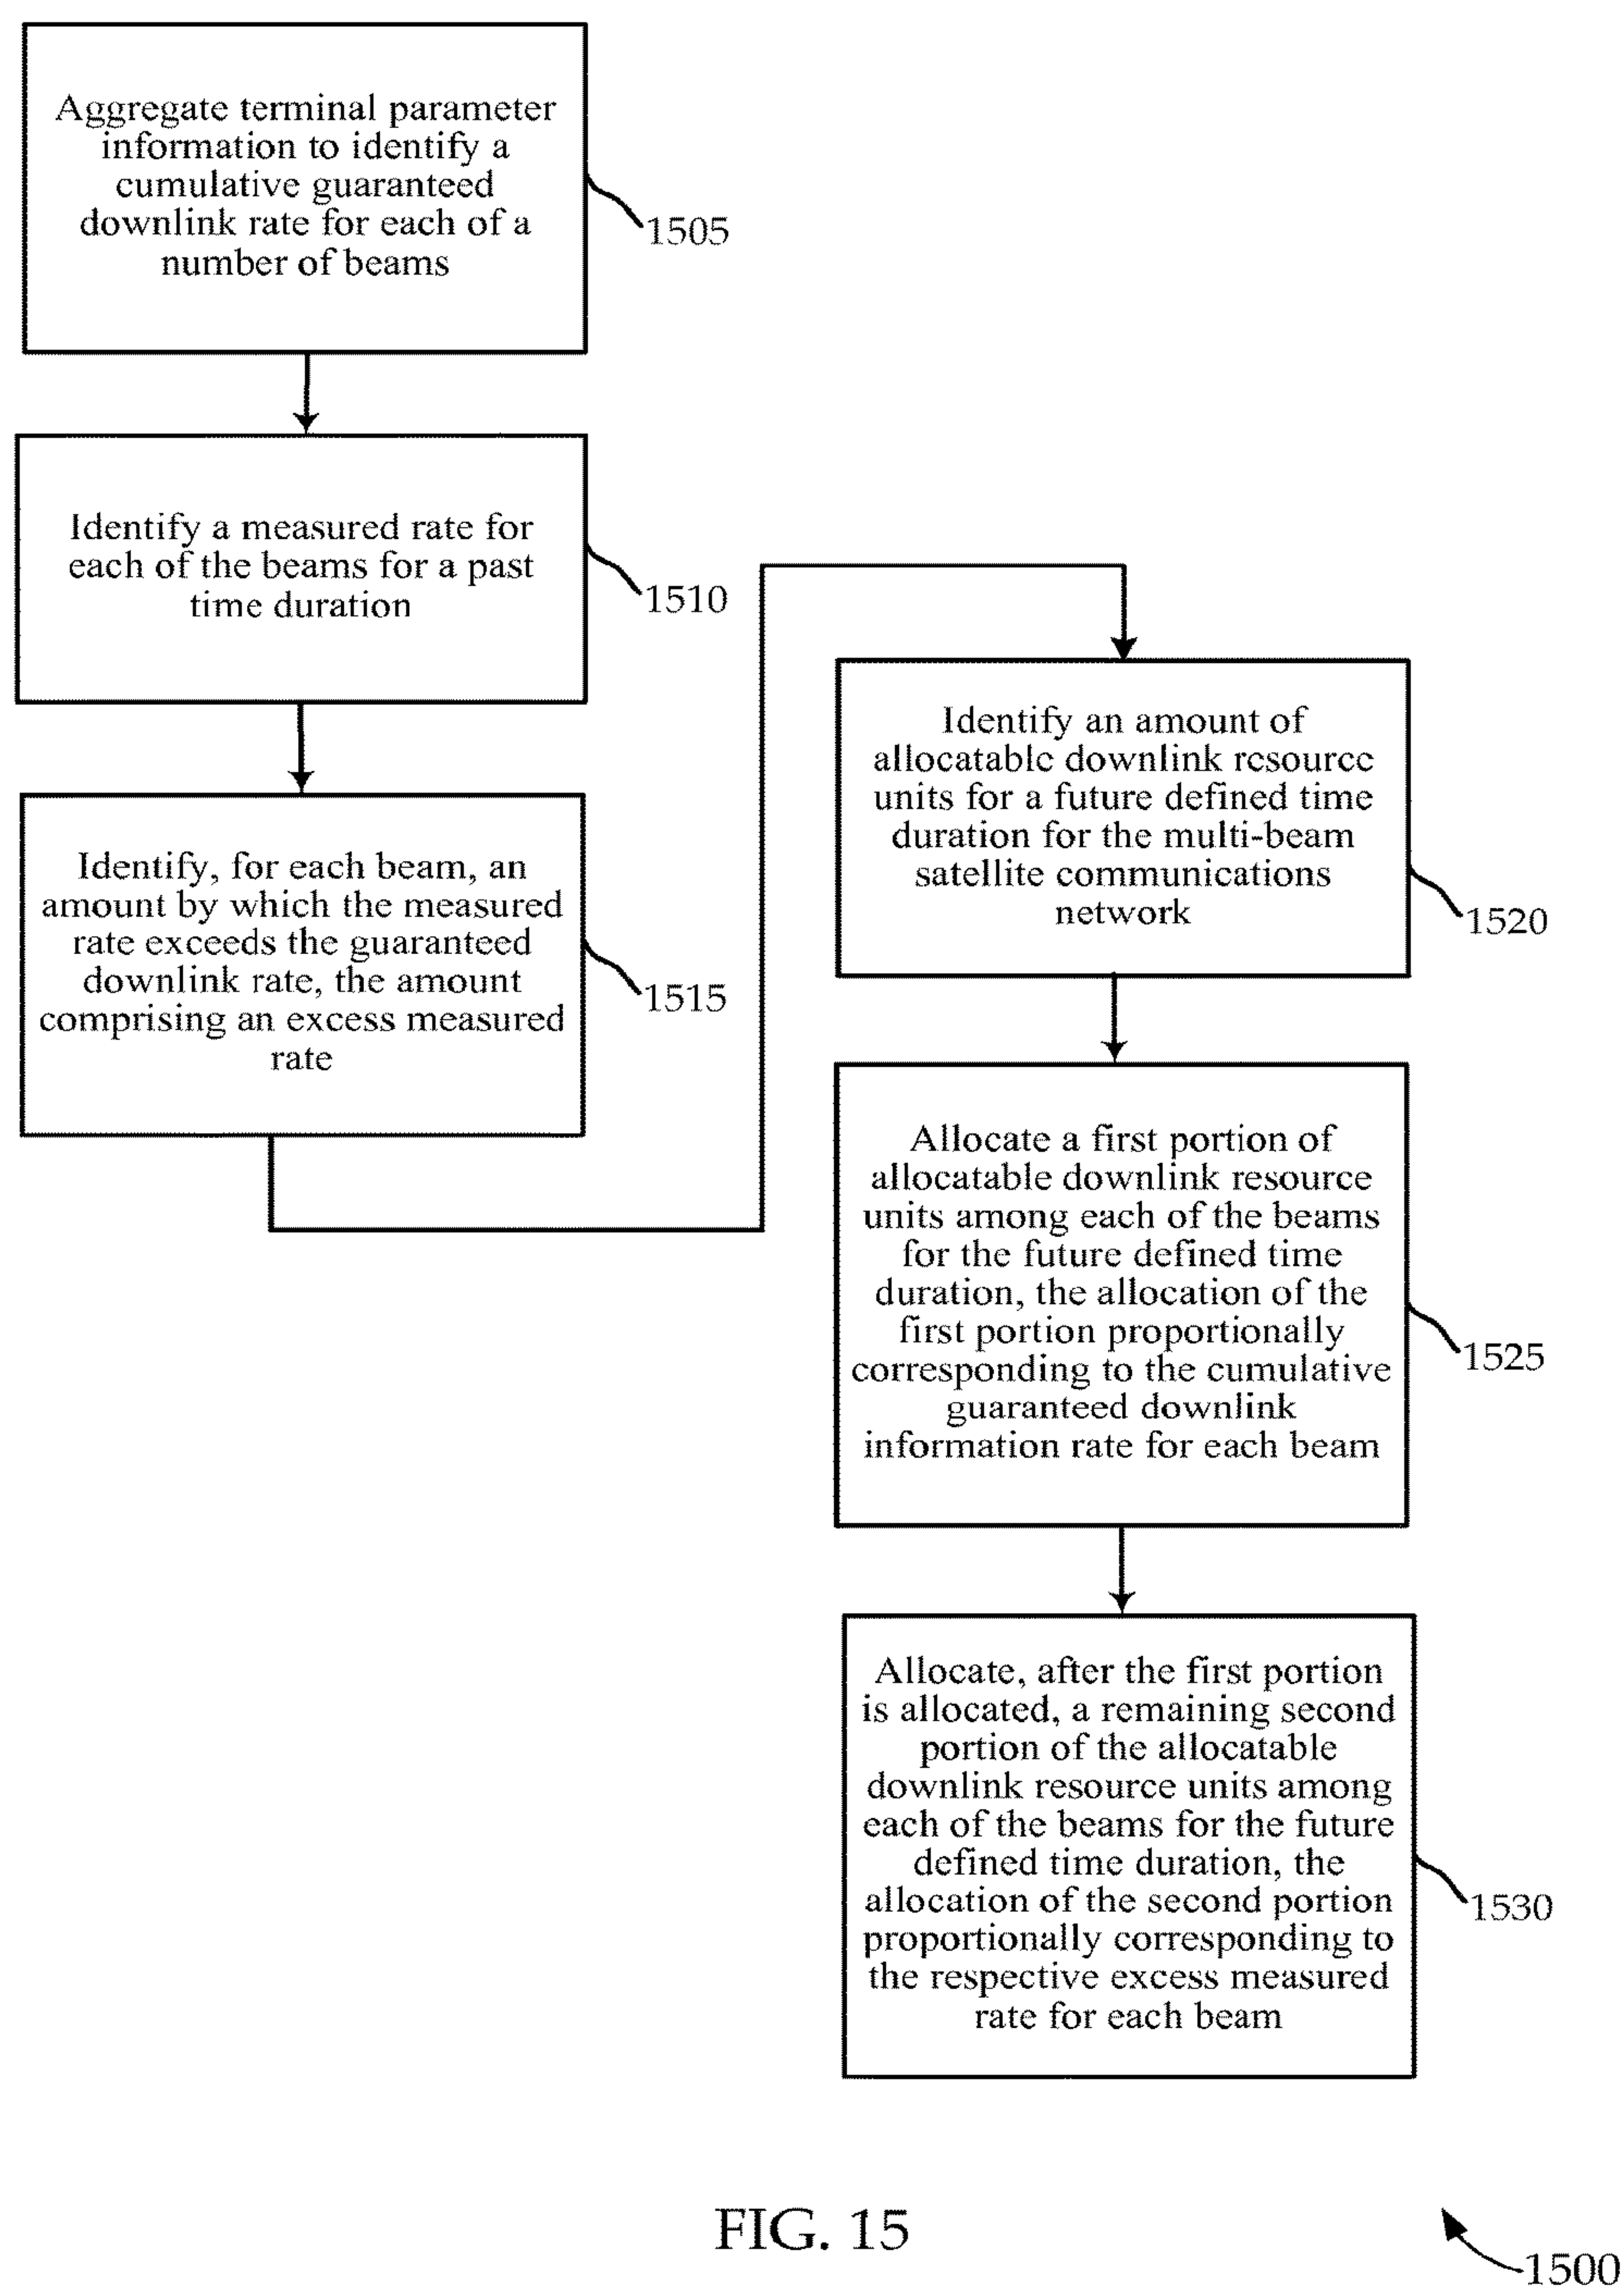 Aggregate terminal parameter
information to identify a
cumulative guaranteed
downlink rate for each of a
number of beams
1505
Identify a measured rate for
each of the beams for a past
time duration
1510
Identify, for each beam, an
amount by which the measured
rate exceeds the guaranteed
downlink rate, the amount
comprising an excess measured
rate
1515
Identify an amount of
allocatable downlink resource
units for a future defined time
duration for the multi-beam
satellite communications
network
1520
Allocate a first portion of
allocatable downlink resource
units among each of the beams
for the future defined time
duration, the allocation of the
first portion proportionally
corresponding to the cumulative
guaranteed downlink
information rate for each beam
1525
Allocate, after the first portion
is allocated, a remaining second
portion of the allocatable
downlink resource units among
each of the beams for the future
defined time duration, the
allocation of the second portion
proportionally corresponding to
the respective excess measured
rate for each beam
1530
FIG. 15
1500